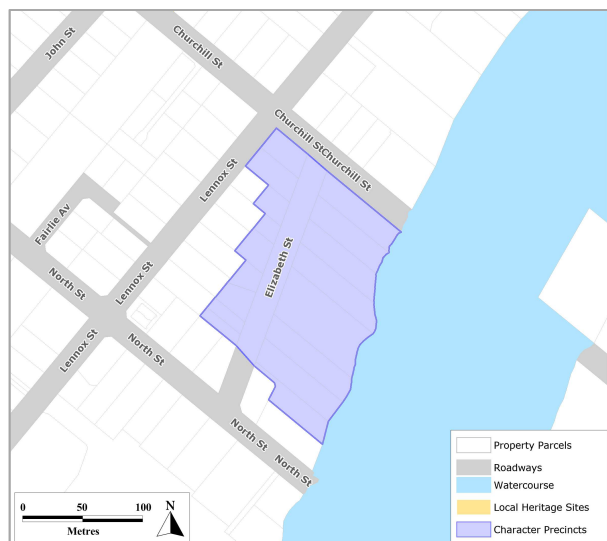 John St
Churchill St
Churchill St
Churchill St
Lennox St
Fairlie Av
Elizabeth St
Lennox St
North St
Lennox St
North St
North St
North St
Property Parcels
Roadways
Watercourse
Local Heritage Sites
Character Precincts
0 50 100
Metres
N